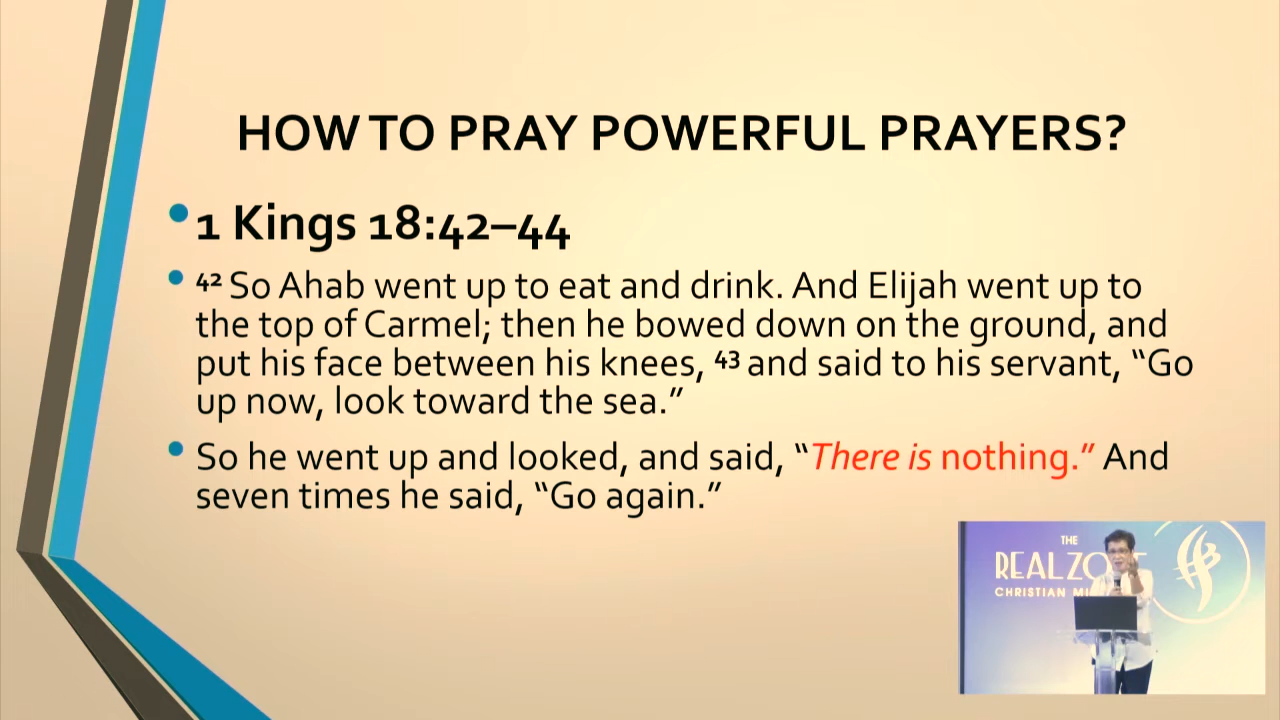 HOW TO PRAY POWERFUL PRAYERS?
1 Kings 18:42–44
42 So Ahab went up to eat and drink. And Elijah went up to
the top of Carmel; then he bowed down on the ground, and
put his face between his knees, 43 and said to his servant, “Go
up now, look toward the sea.”
So he went up and looked, and said, “There is nothing.” And
seven times he said, “Go again.”
THE
CHRISTIAN